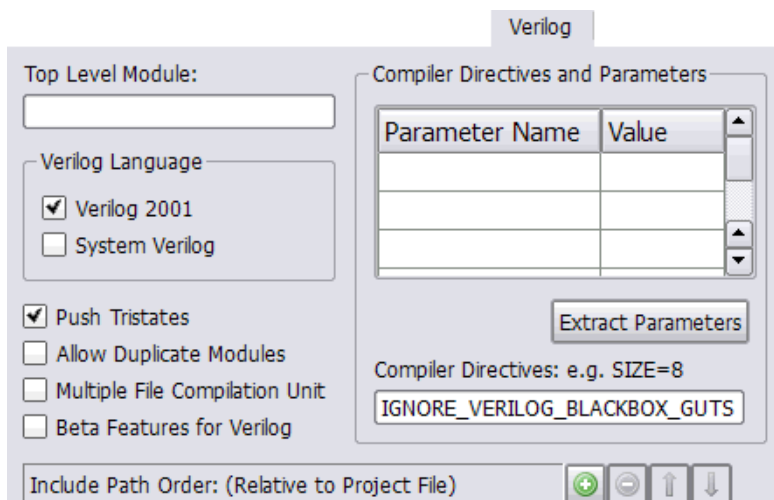 Verilog
Top Level Module:
Verilog Language
Verilog 2001
System Verilog
Push Tristates
Allow Duplicate Modules
Multiple File Compilation Unit
Beta Features for Verilog
Compiler Directives and Parameters
Parameter Name Value
Extract Parameters
Compiler Directives: e.g. SIZE=8
IGNORE_VERILOG_BLACKBOX_GUTS
Include Path Order: (Relative to Project File)